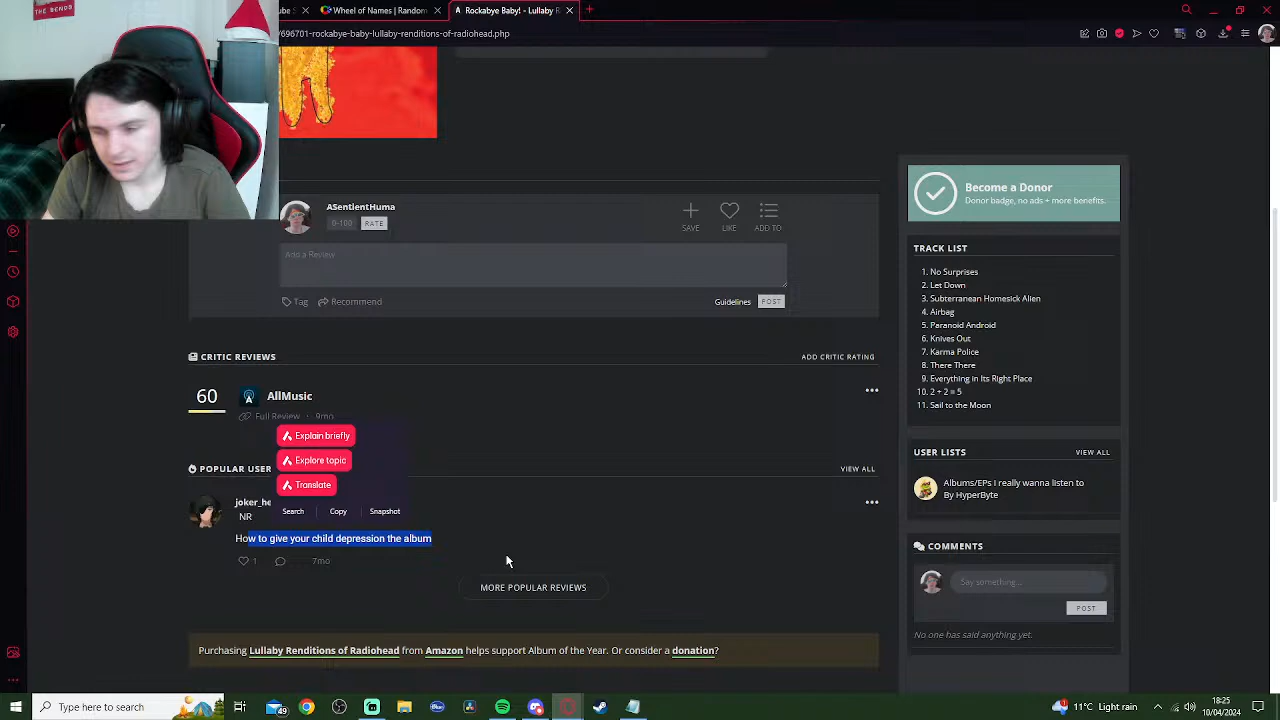 THE BENDS
Wheel of Names | Random
Rockabye Baby! - Lullaby R
696701-rockabye-baby-lullaby-renditions-of-radiohead.php
ASentientHuma
0-100 RATE
SAVE LIKE ADD TO
Add a Review
Tag Recommend Guidelines POST
CRITIC REVIEWS ADD CRITIC RATING
60 AllMusic
Full Review · 9mo
Explain briefly
Explore topic
Translate
Search Copy Snapshot
POPULAR USER VIEW ALL
joker_he
NR
How to give your child depression the album
1 7mo
MORE POPULAR REVIEWS
Purchasing Lullaby Renditions of Radiohead from Amazon helps support Album of the Year. Or consider a donation?
Become a Donor
Donor badge, no ads + more benefits.
TRACK LIST
1. No Surprises
2. Let Down
3. Subterranean Homesick Alien
4. Airbag
5. Paranoid Android
6. Knives Out
7. Karma Police
8. There There
9. Everything in Its Right Place
10. 2 + 2 = 5
11. Sail to the Moon
USER LISTS VIEW ALL
Albums/EPs I really wanna listen to
By HyperByte
COMMENTS
Say something...
POST
No one has said anything yet.
Type here to search
11°C Light rain
18:25
10/04/2024